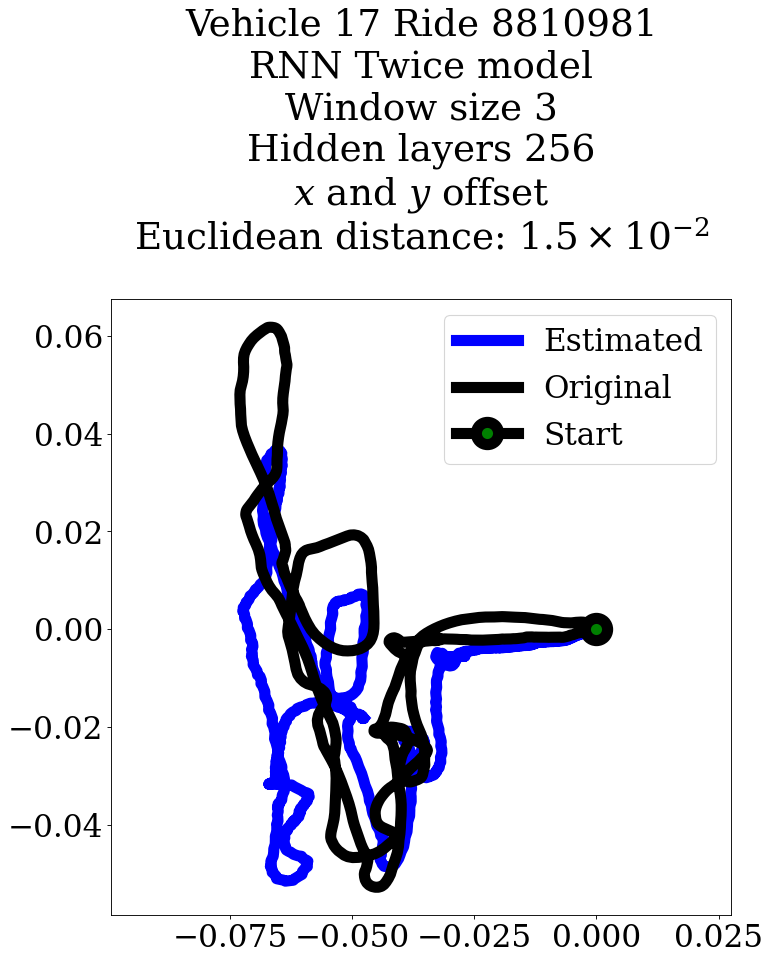 Vehicle 17 Ride 8810981
RNN Twice model
Window size 3
Hidden layers 256
x and y offset
Euclidean distance: 1.5 × 10⁻²
Estimated
Original
Start
0.06
0.04
0.02
0.00
−0.02
−0.04
−0.075 −0.050 −0.025 0.000 0.025